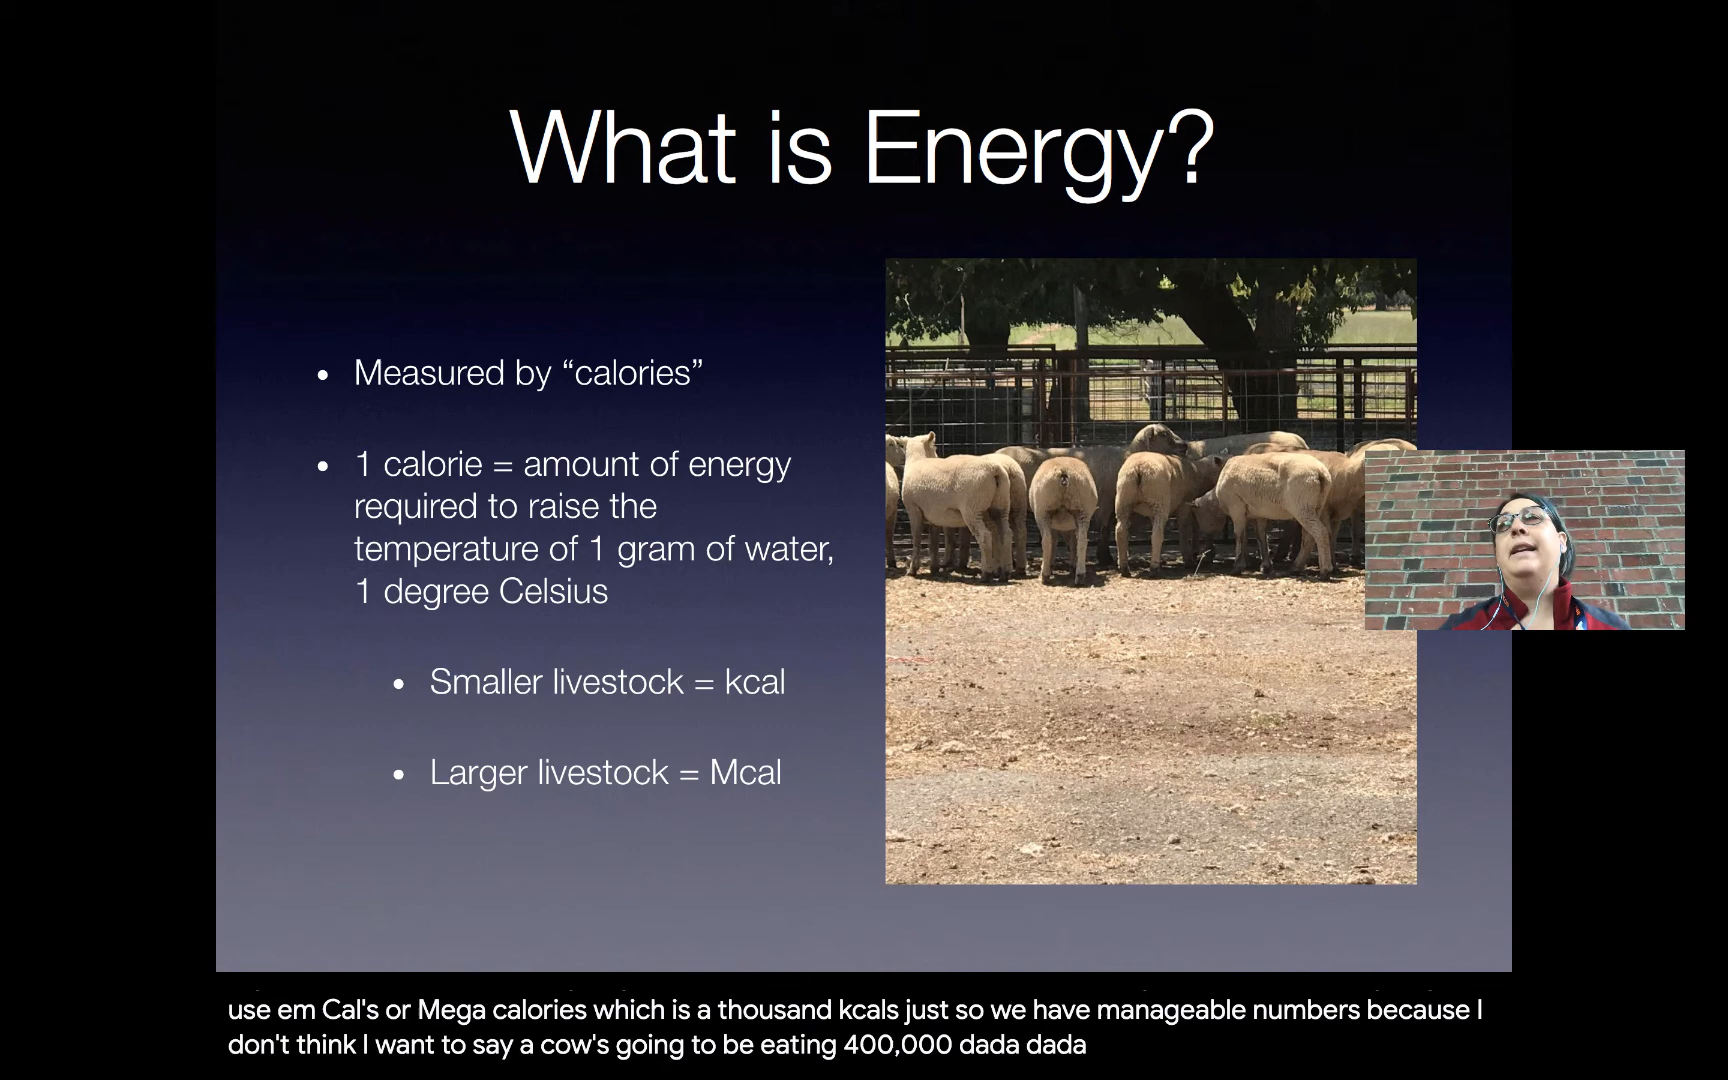 What is Energy?
• Measured by “calories”
• 1 calorie = amount of energy
required to raise the
temperature of 1 gram of water,
1 degree Celsius
• Smaller livestock = kcal
• Larger livestock = Mcal
use em Cal's or Mega calories which is a thousand kcals just so we have manageable numbers because I
don't think I want to say a cow's going to be eating 400,000 dada dada